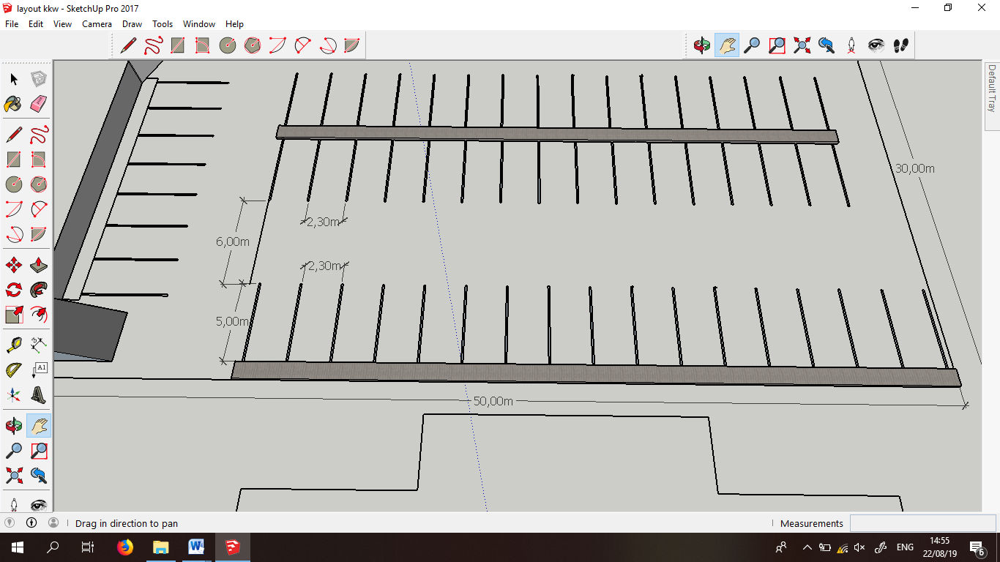 layout kkw - SketchUp Pro 2017
File Edit View Camera Draw Tools Window Help
Default Tray
30,00m
2,30m
6,00m
2,30m
5,00m
50,00m
A1
Drag in direction to pan
Measurements
ENG
14:55
22/08/19
6